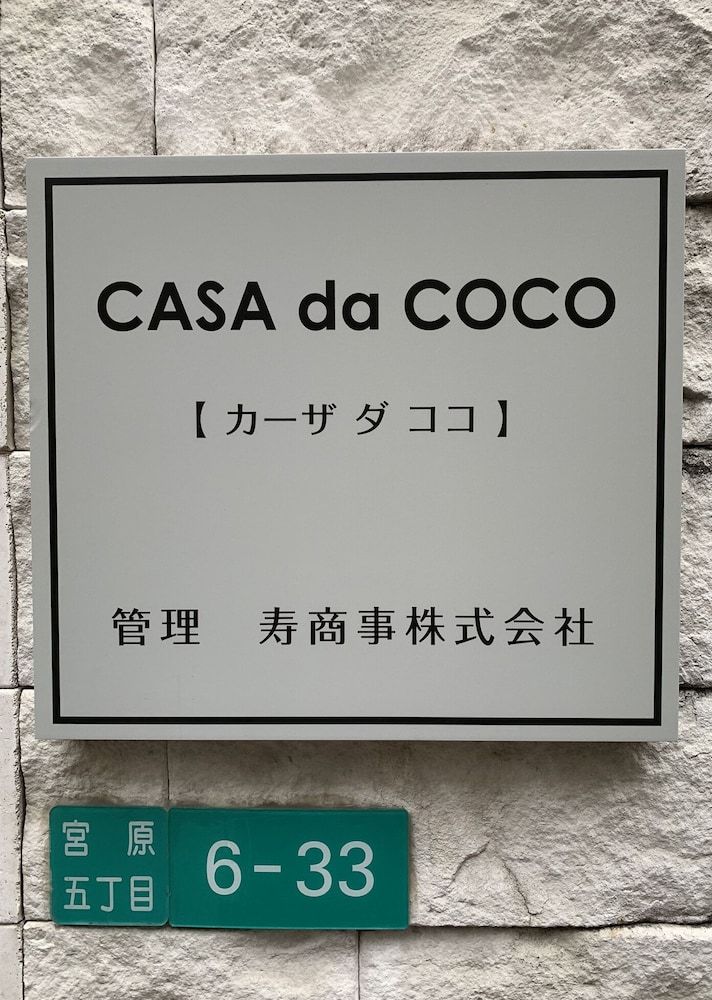 CASA da COCO
【 カーザ ダ ココ 】
管理　寿商事株式会社
宮原
五丁目
6-33